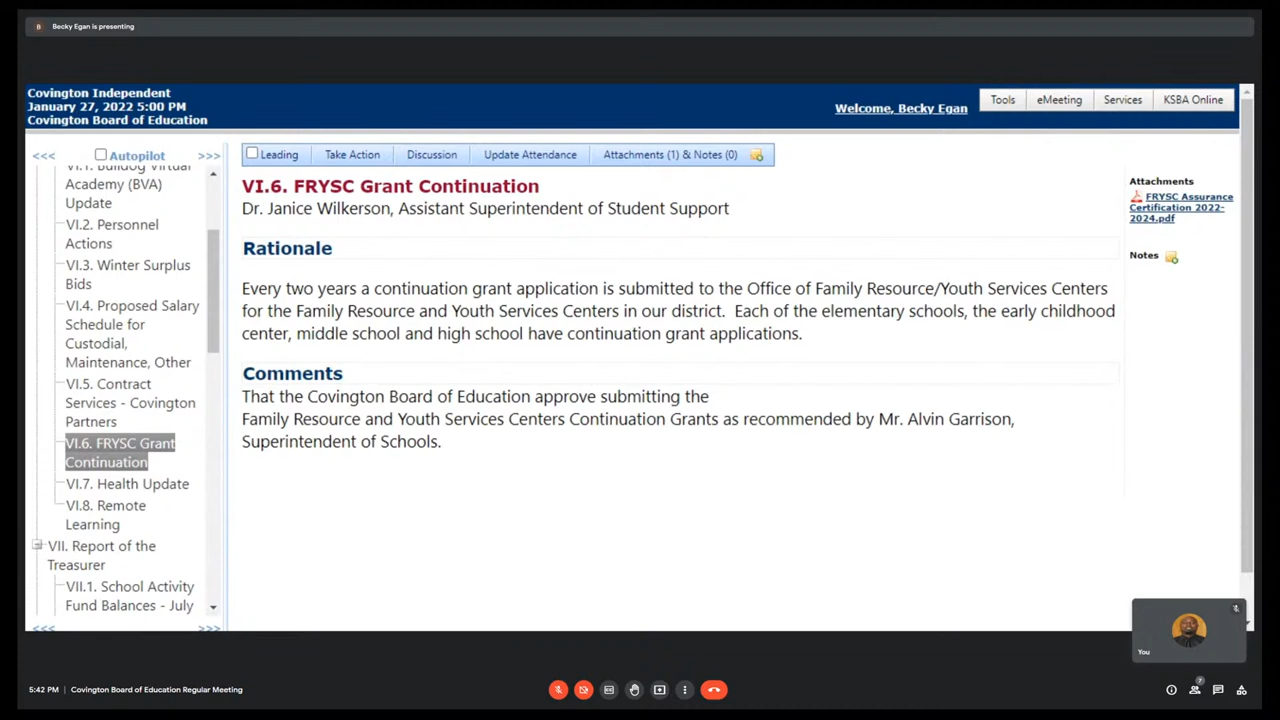 B Becky Egan is presenting
Covington Independent
January 27, 2022 5:00 PM
Covington Board of Education
Welcome, Becky Egan
Tools eMeeting Services KSBA Online
<<< Autopilot >>>
VI.1. Bulldog Virtual
Academy (BVA)
Update
VI.2. Personnel
Actions
VI.3. Winter Surplus
Bids
VI.4. Proposed Salary
Schedule for
Custodial,
Maintenance, Other
VI.5. Contract
Services - Covington
Partners
VI.6. FRYSC Grant
Continuation
VI.7. Health Update
VI.8. Remote
Learning
VII. Report of the
Treasurer
VII.1. School Activity
Fund Balances - July
<<< >>>
Leading Take Action Discussion Update Attendance Attachments (1) & Notes (0)
VI.6. FRYSC Grant Continuation
Dr. Janice Wilkerson, Assistant Superintendent of Student Support
Rationale
Every two years a continuation grant application is submitted to the Office of Family Resource/Youth Services Centers
for the Family Resource and Youth Services Centers in our district. Each of the elementary schools, the early childhood
center, middle school and high school have continuation grant applications.
Comments
That the Covington Board of Education approve submitting the
Family Resource and Youth Services Centers Continuation Grants as recommended by Mr. Alvin Garrison,
Superintendent of Schools.
Attachments
FRYSC Assurance
Certification 2022-
2024.pdf
Notes
You
5:42 PM | Covington Board of Education Regular Meeting
7